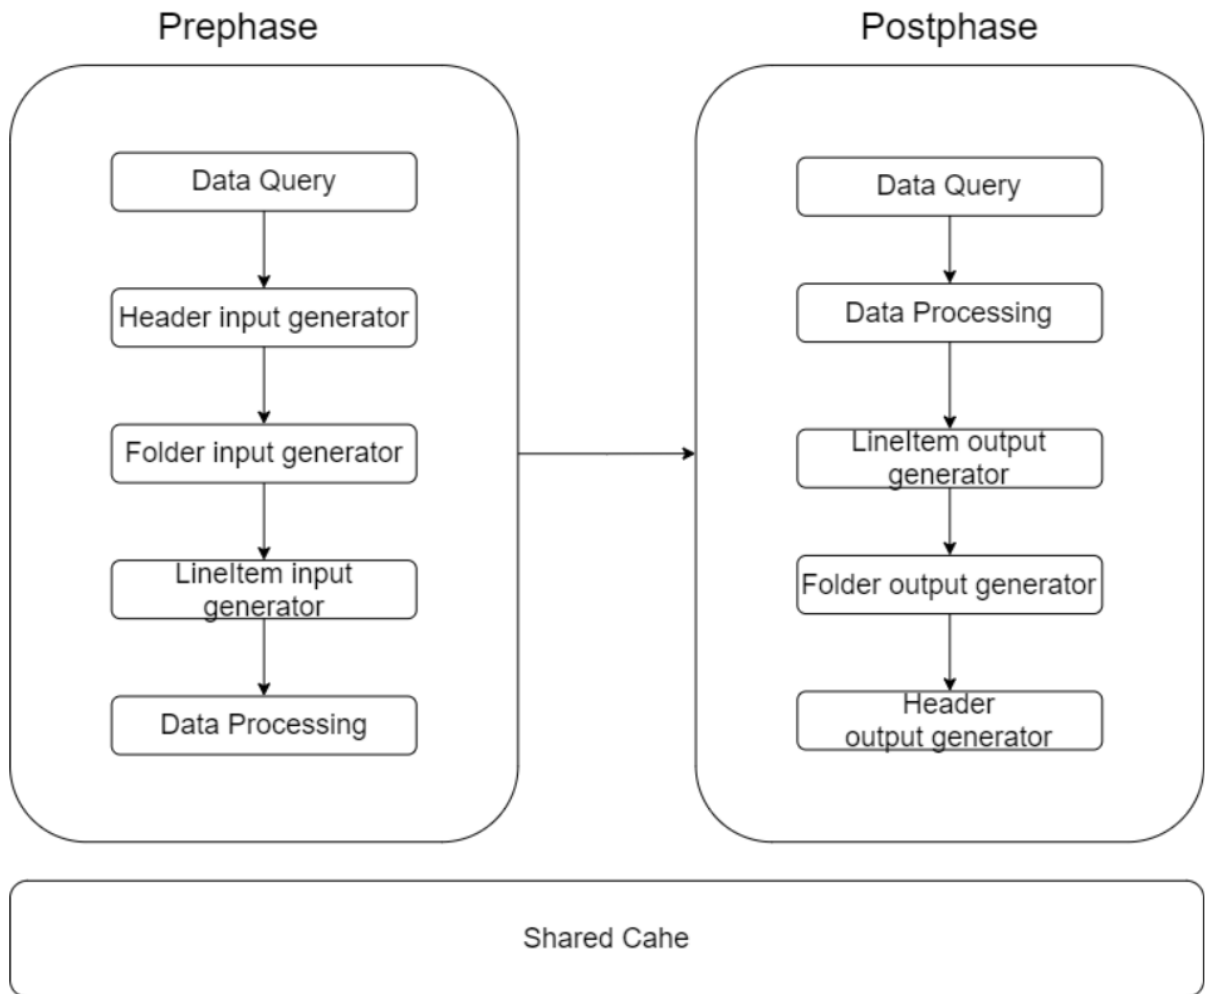 Prephase
Data Query
Header input generator
Folder input generator
LineItem input
generator
Data Processing
Postphase
Data Query
Data Processing
LineItem output
generator
Folder output generator
Header
output generator
Shared Cahe